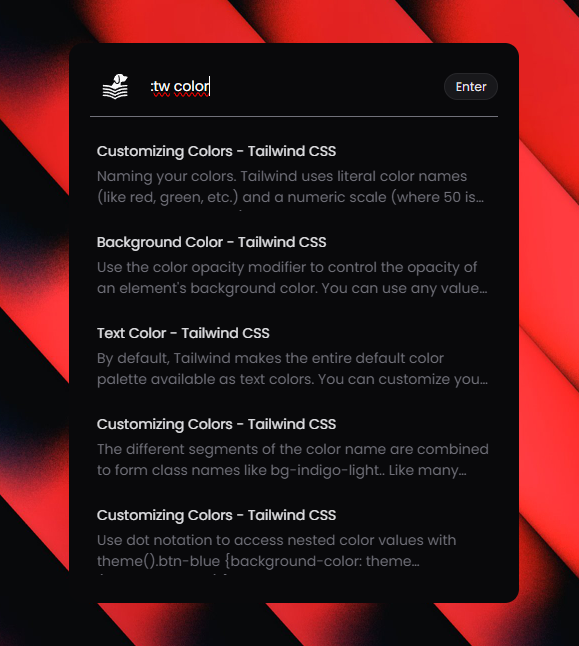 :tw color
Enter
Customizing Colors - Tailwind CSS
Naming your colors. Tailwind uses literal color names
(like red, green, etc.) and a numeric scale (where 50 is...
Background Color - Tailwind CSS
Use the color opacity modifier to control the opacity of
an element's background color. You can use any value...
Text Color - Tailwind CSS
By default, Tailwind makes the entire default color
palette available as text colors. You can customize you...
Customizing Colors - Tailwind CSS
The different segments of the color name are combined
to form class names like bg-indigo-light.. Like many...
Customizing Colors - Tailwind CSS
Use dot notation to access nested color values with
theme().btn-blue {background-color: theme...